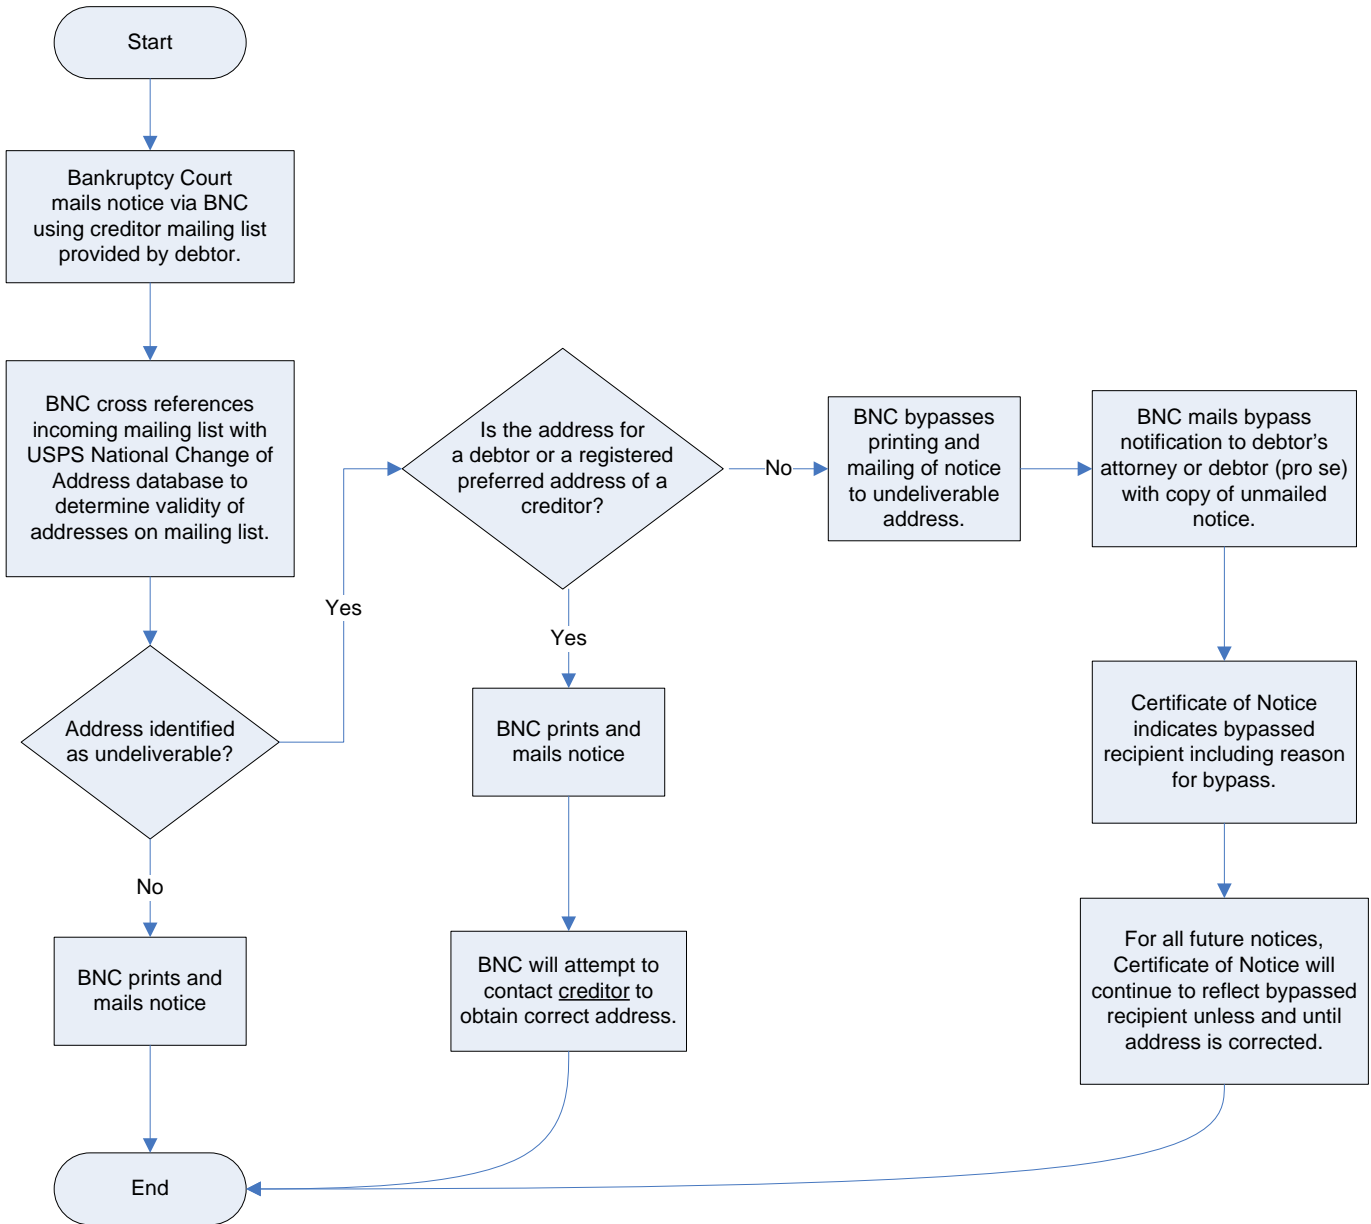 Start
Bankruptcy Court
mails notice via BNC
using creditor mailing list
provided by debtor.
BNC cross references
incoming mailing list with
USPS National Change of
Address database to
determine validity of
addresses on mailing list.
Address identified
as undeliverable?
Yes
No
BNC prints and
mails notice
Is the address for
a debtor or a registered
preferred address of a
creditor?
Yes
No
BNC prints and
mails notice
BNC will attempt to
contact creditor to
obtain correct address.
BNC bypasses
printing and
mailing of notice
to undeliverable
address.
BNC mails bypass
notification to debtor’s
attorney or debtor (pro se)
with copy of unmailed
notice.
Certificate of Notice
indicates bypassed
recipient including reason
for bypass.
For all future notices,
Certificate of Notice will
continue to reflect bypassed
recipient unless and until
address is corrected.
End